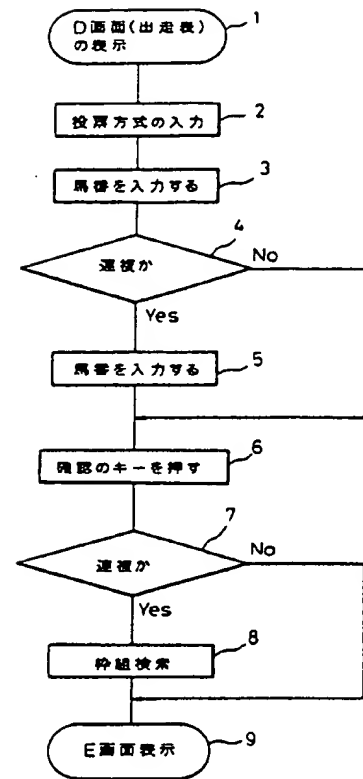 D画面(出走表)
の表示
1
投票方式の入力
2
馬番を入力する
3
連複か
4
No
Yes
馬番を入力する
5
確認のキーを押す
6
連複か
7
No
Yes
枠組検索
8
E画面表示
9